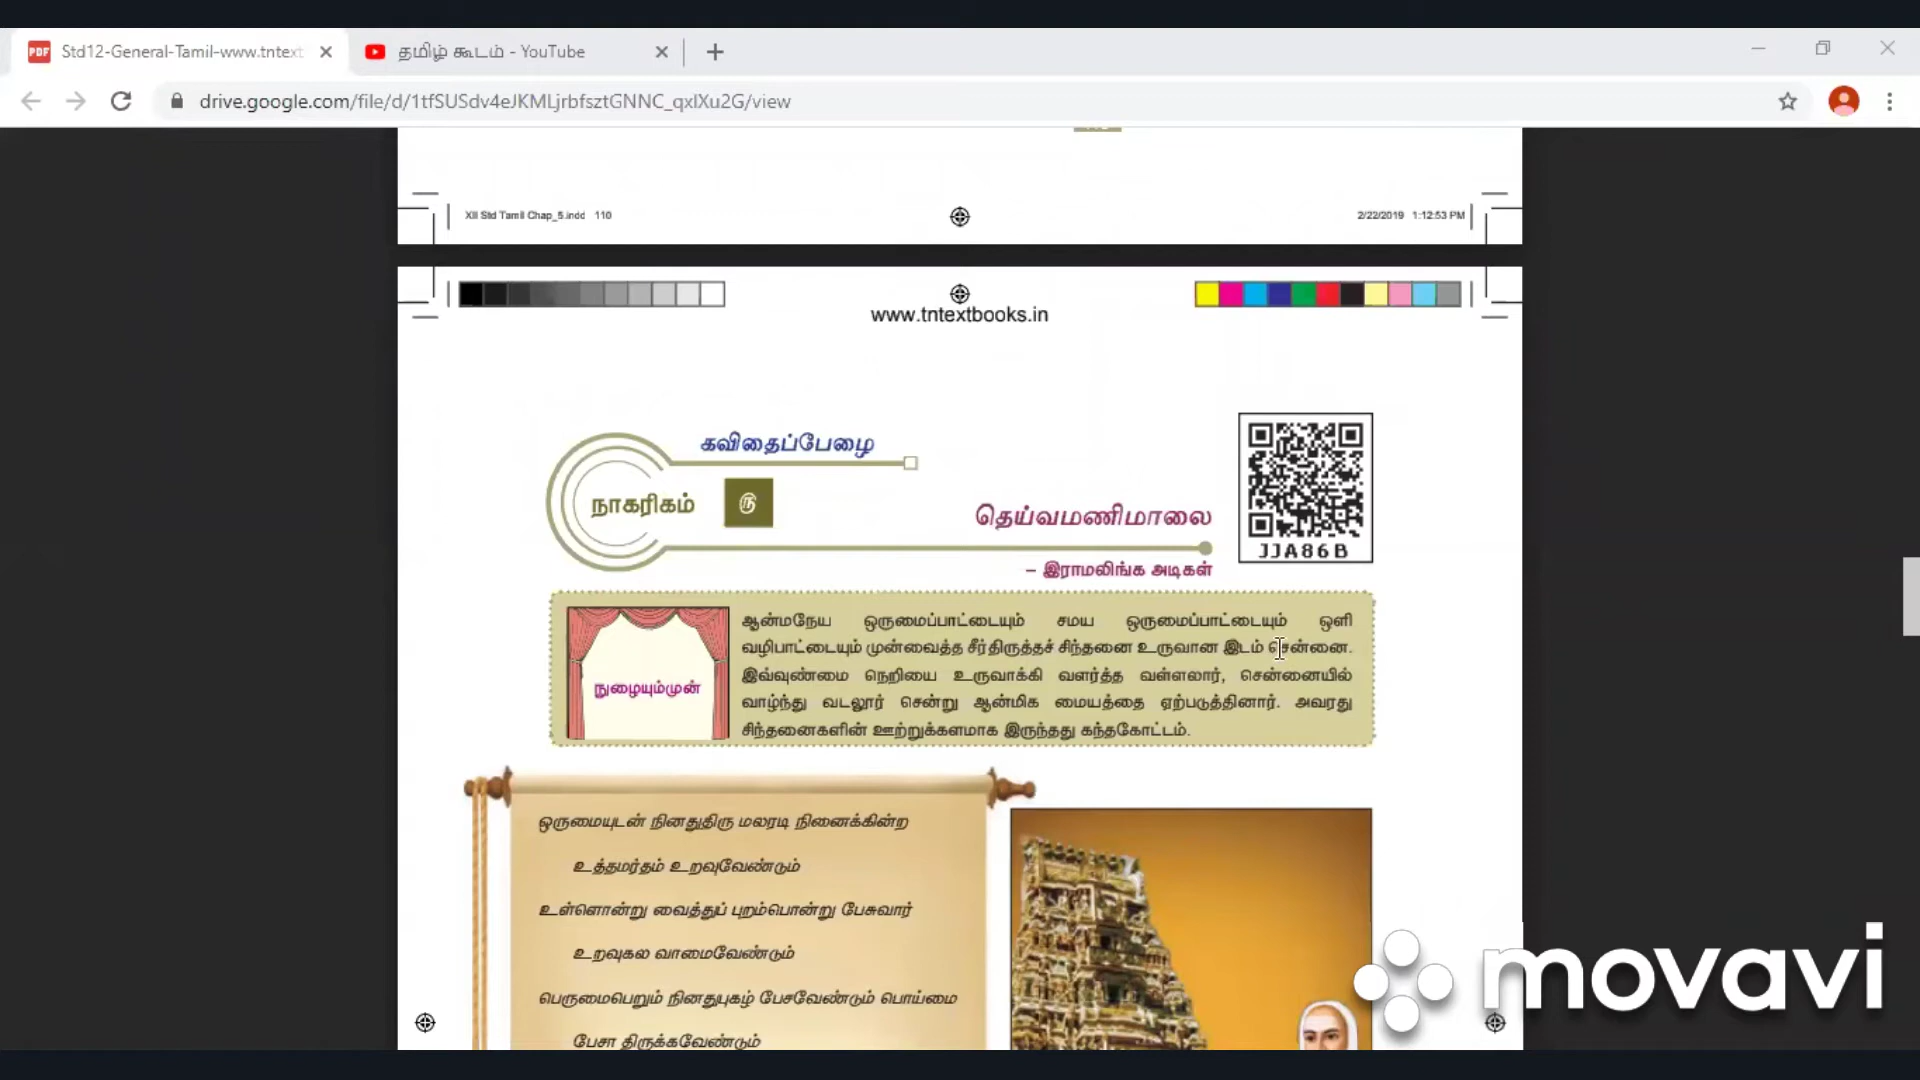 Std12-General-Tamil-www.tntext
தமிழ் கூடம் - YouTube
drive.google.com/file/d/1tfSUSdv4eJKMLjrbfsztGNNC_qxlXu2G/view
XII Std Tamil Chap_5.indd 110
2/22/2019 1:12:53 PM
www.tntextbooks.in
கவிதைப்பேழை
நாகரிகம் ௫
தெய்வமணிமாலை
JJA86B
– இராமலிங்க அடிகள்
நுழையும்முன்
ஆன்மநேய ஒருமைப்பாட்டையும் சமய ஒருமைப்பாட்டையும் ஒளி
வழிபாட்டையும் முன்வைத்த சீர்திருத்தச் சிந்தனை உருவான இடம் சென்னை.
இவ்வுண்மை நெறியை உருவாக்கி வளர்த்த வள்ளலார், சென்னையில்
வாழ்ந்து வடலூர் சென்று ஆன்மிக மையத்தை ஏற்படுத்தினார். அவரது
சிந்தனைகளின் ஊற்றுக்களமாக இருந்தது கந்தகோட்டம்.
ஒருமையுடன் நினதுதிரு மலரடி நினைக்கின்ற
உத்தமர்தம் உறவுவேண்டும்
உள்ளொன்று வைத்துப் புறம்பொன்று பேசுவார்
உறவுகல வாமைவேண்டும்
பெருமைபெறும் நினதுபுகழ் பேசவேண்டும் பொய்மை
பேசா திருக்கவேண்டும்
movavi